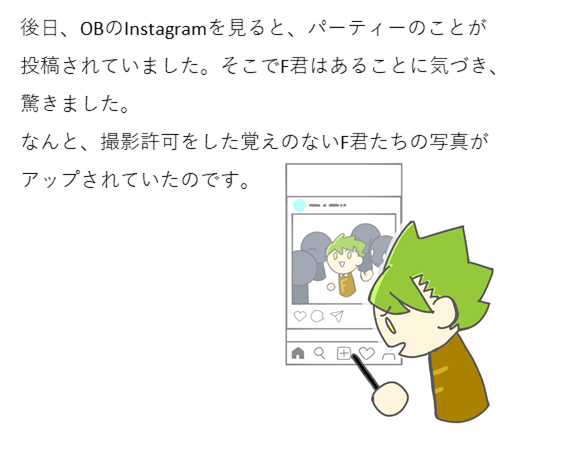 後日、OBのInstagramを見ると、パーティーのことが
投稿されていました。そこでF君はあることに気づき、
驚きました。
なんと、撮影許可をした覚えのないF君たちの写真が
アップされていたのです。
F